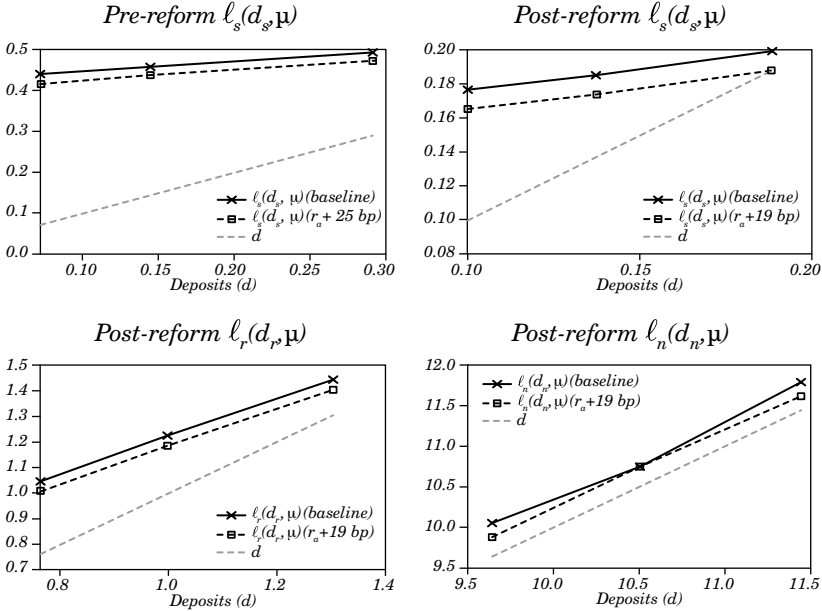 Pre-reform ℓs(ds,μ)
0.5
0.4
0.3
0.2
0.1
0.0
ℓs(ds, μ)(baseline)
ℓs(ds, μ)(ra+ 25 bp)
d
0.10 0.15 0.20 0.25 0.30
Deposits (d)
Post-reform ℓs(ds,μ)
0.20
0.18
0.16
0.14
0.12
0.10
0.08
ℓs(ds, μ)(baseline)
ℓs(ds, μ)(ra+19 bp)
d
0.10 0.15 0.20
Deposits (d)
Post-reform ℓr(dr,μ)
1.5
1.4
1.3
1.2
1.1
1.0
0.9
0.8
0.7
ℓr(dr, μ)(baseline)
ℓr(dr, μ)(ra+19 bp)
d
0.8 1.0 1.2 1.4
Deposits (d)
Post-reform ℓn(dn,μ)
12.0
11.5
11.0
10.5
10.0
9.5
ℓn(dn, μ)(baseline)
ℓn(dn, μ)(ra+19 bp)
d
9.5 10.0 10.5 11.0 11.5
Deposits (d)